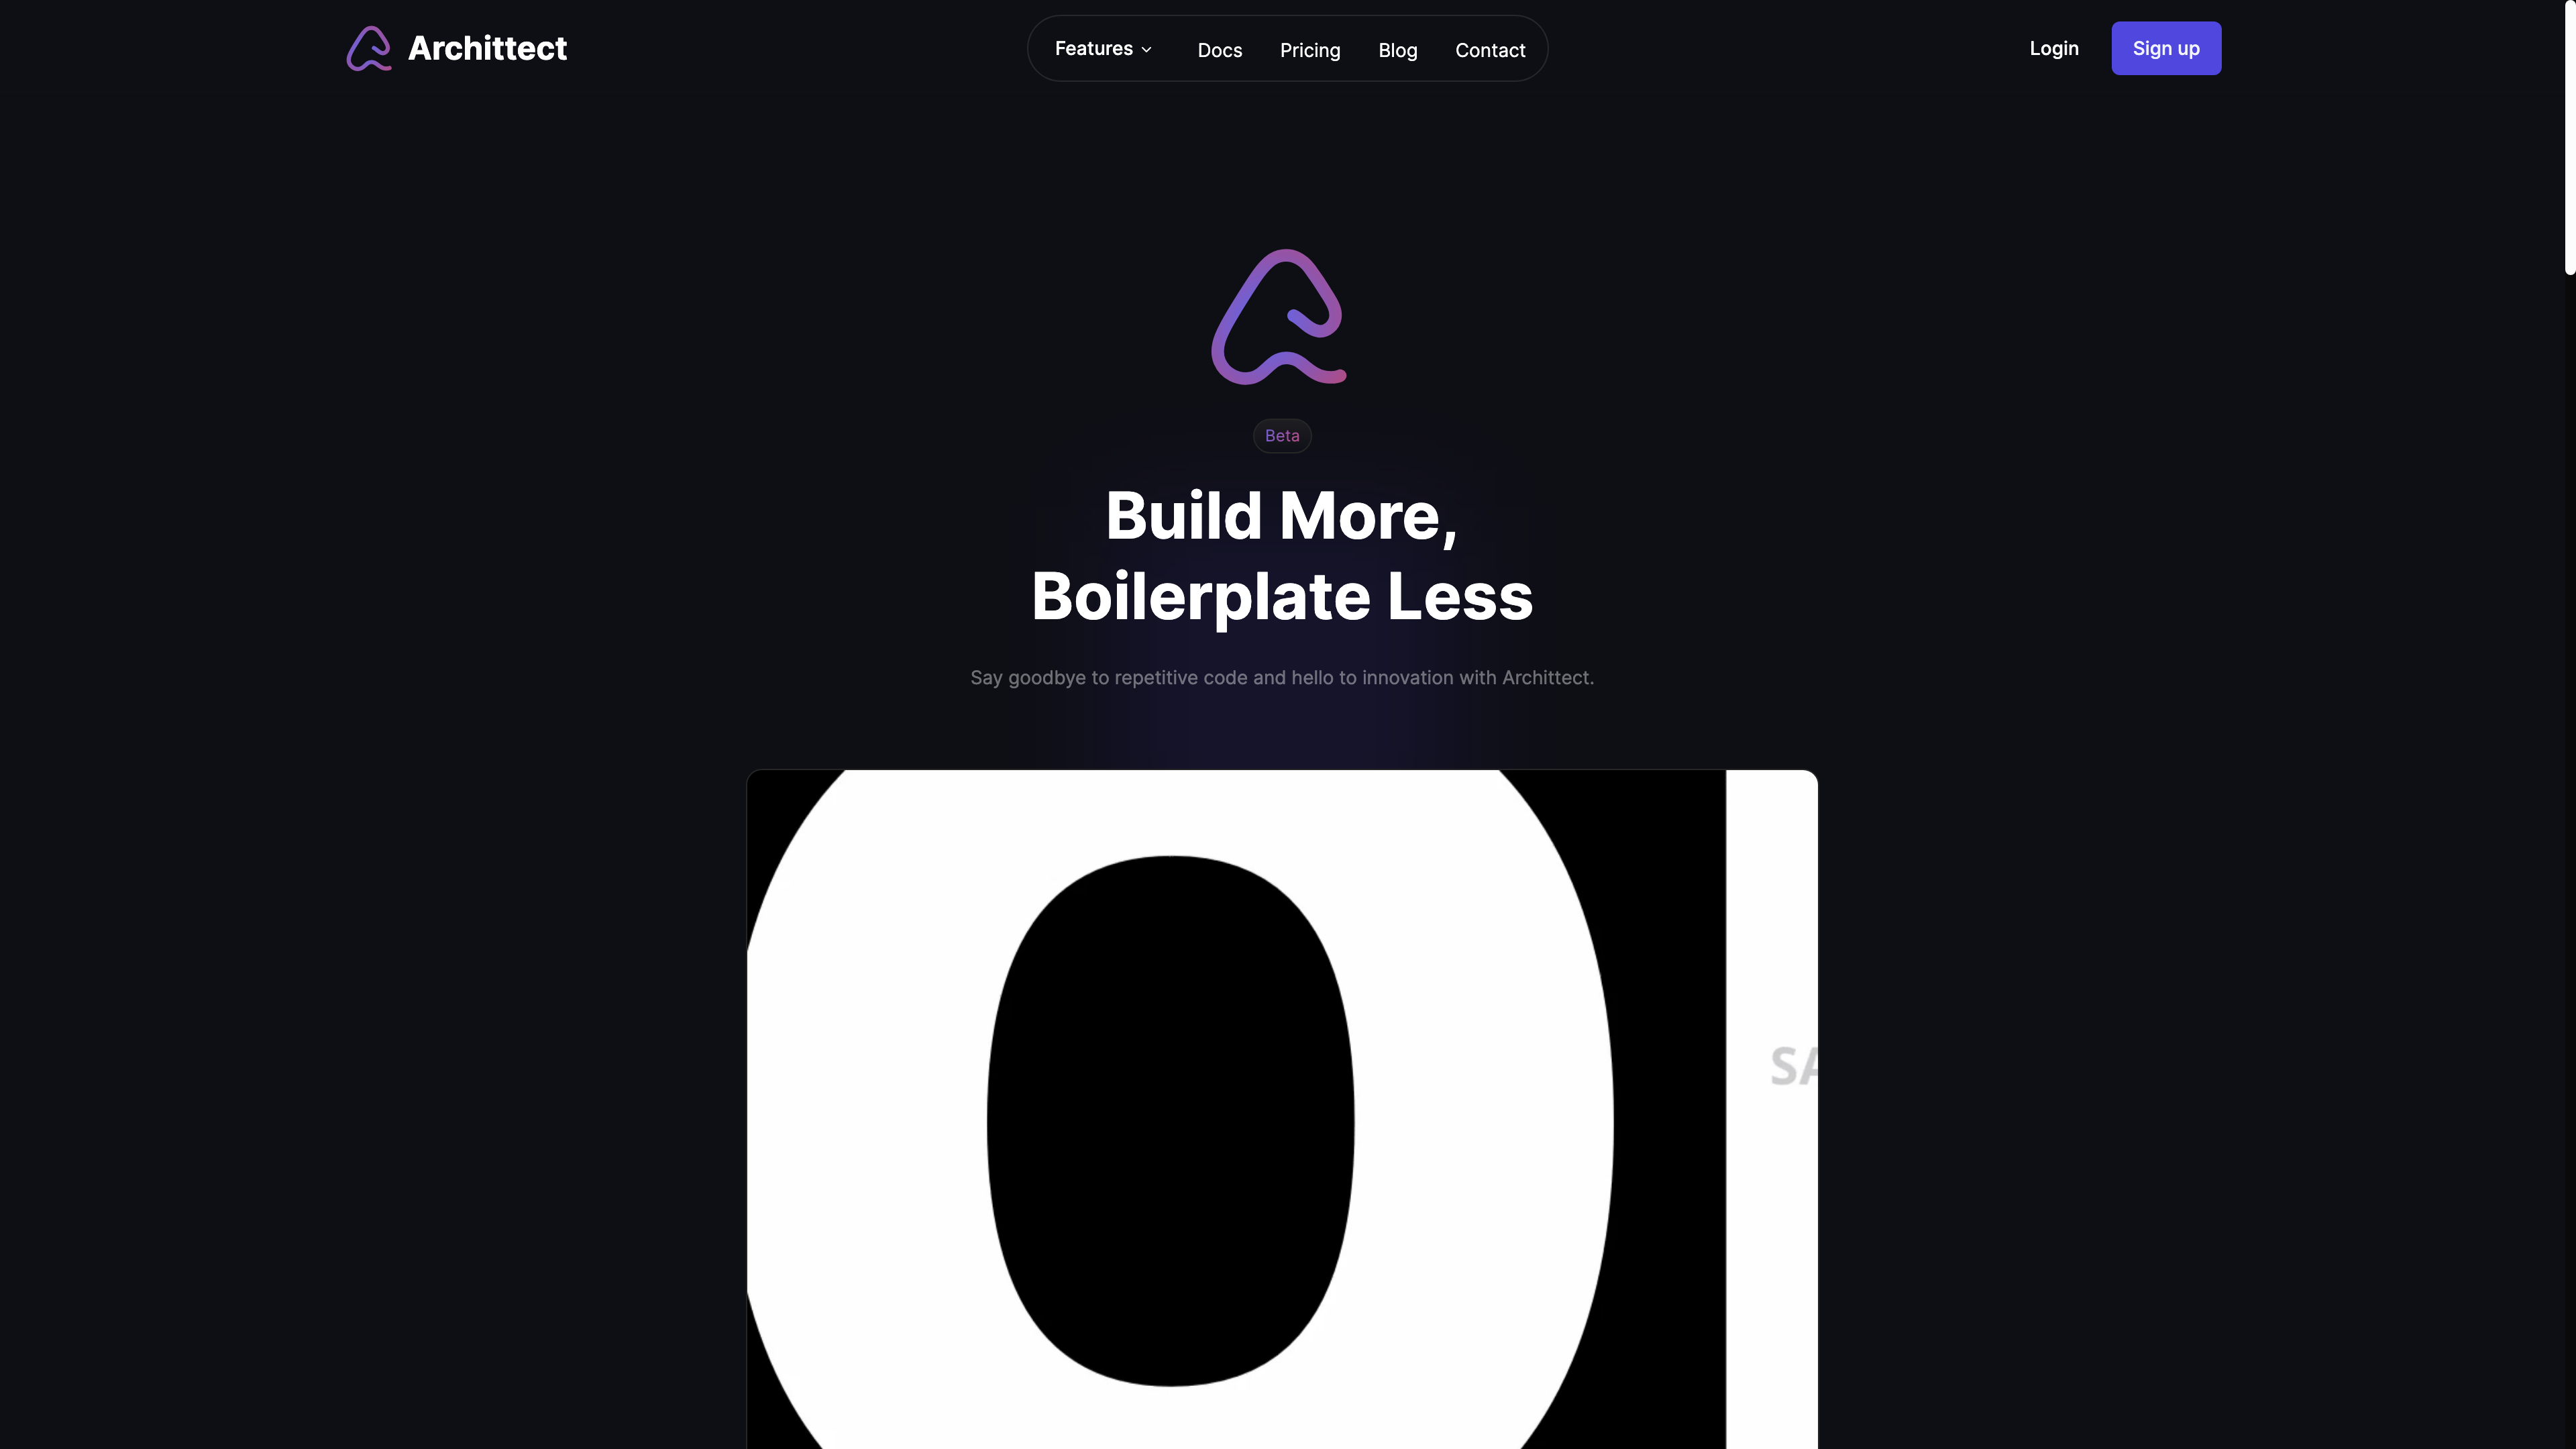 Archittect
Features
Docs
Pricing
Blog
Contact
Login
Sign up
Beta
Build More,
Boilerplate Less
Say goodbye to repetitive code and hello to innovation with Archittect.